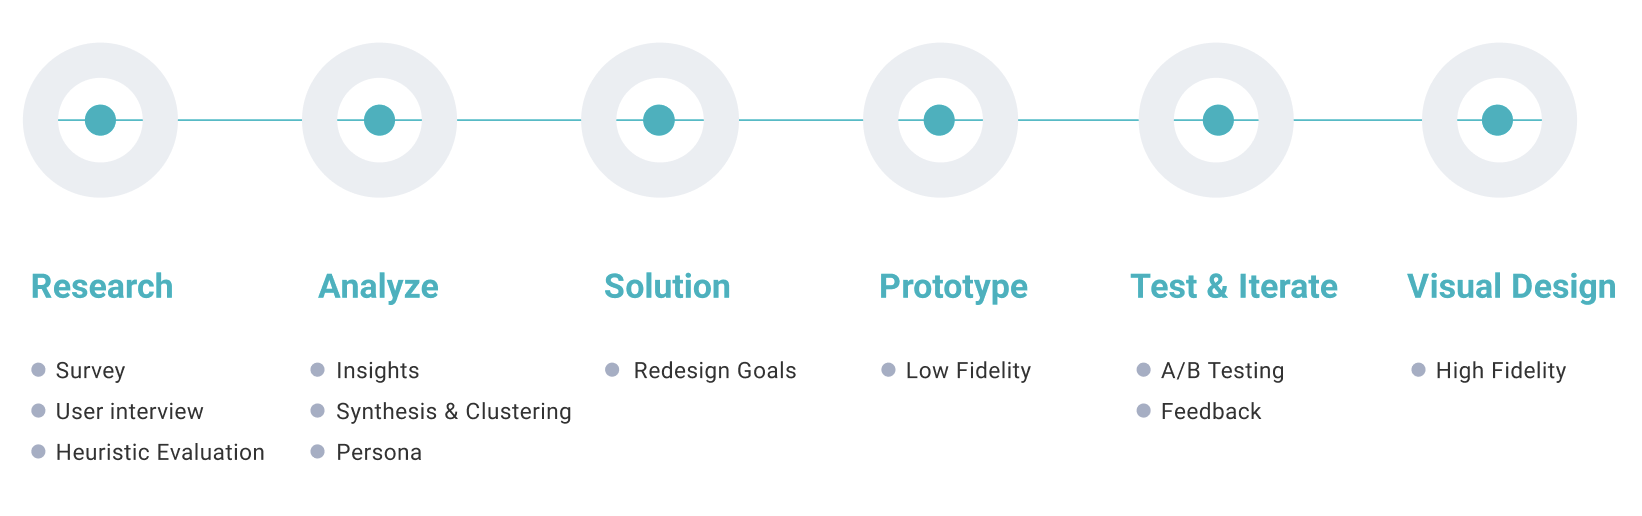 Research
Survey
User interview
Heuristic Evaluation
Analyze
Insights
Synthesis & Clustering
Persona
Solution
Redesign Goals
Prototype
Low Fidelity
Test & Iterate
A/B Testing
Feedback
Visual Design
High Fidelity